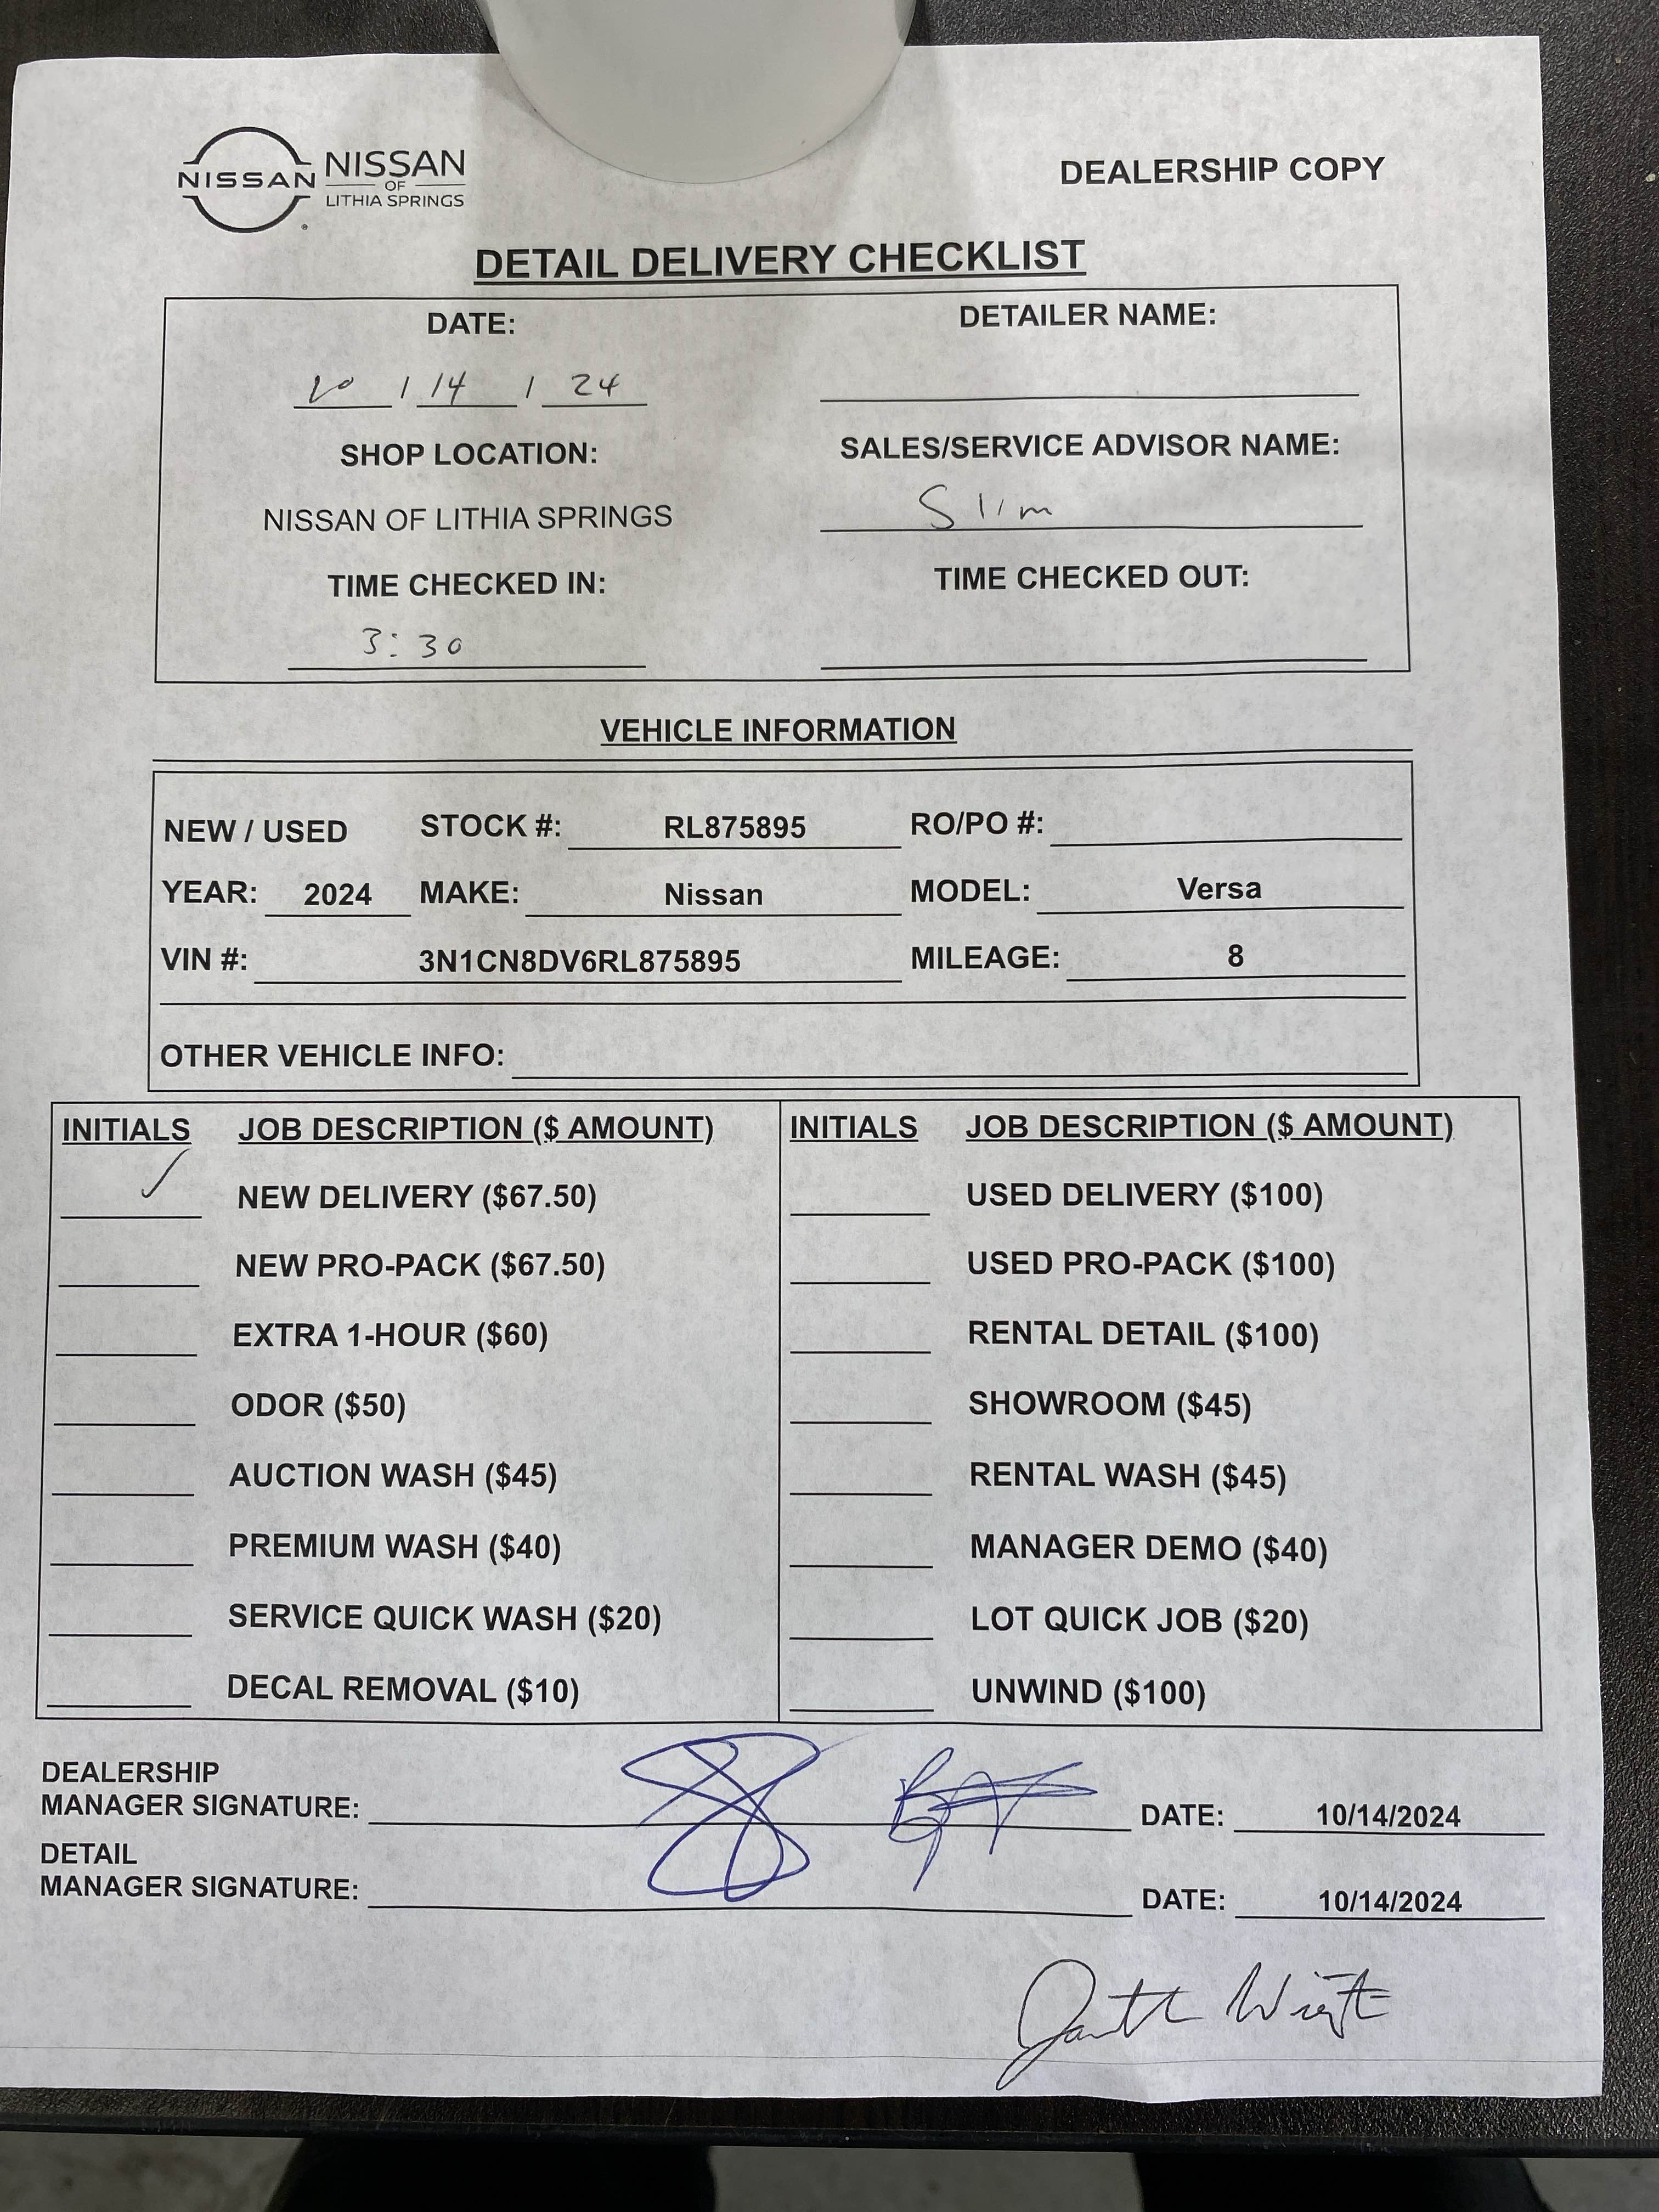 NISSAN NISSAN
OF
LITHIA SPRINGS
DEALERSHIP COPY
DETAIL DELIVERY CHECKLIST
DATE: DETAILER NAME:
10 / 14 / 24
SHOP LOCATION: SALES/SERVICE ADVISOR NAME:
NISSAN OF LITHIA SPRINGS Slim
TIME CHECKED IN: TIME CHECKED OUT:
3:30
VEHICLE INFORMATION
NEW / USED STOCK #: RL875895 RO/PO #:
YEAR: 2024 MAKE: Nissan MODEL: Versa
VIN #: 3N1CN8DV6RL875895 MILEAGE: 8
OTHER VEHICLE INFO:
INITIALS JOB DESCRIPTION ($ AMOUNT) INITIALS JOB DESCRIPTION ($ AMOUNT)
✓ NEW DELIVERY ($67.50) USED DELIVERY ($100)
NEW PRO-PACK ($67.50) USED PRO-PACK ($100)
EXTRA 1-HOUR ($60) RENTAL DETAIL ($100)
ODOR ($50) SHOWROOM ($45)
AUCTION WASH ($45) RENTAL WASH ($45)
PREMIUM WASH ($40) MANAGER DEMO ($40)
SERVICE QUICK WASH ($20) LOT QUICK JOB ($20)
DECAL REMOVAL ($10) UNWIND ($100)
DEALERSHIP
MANAGER SIGNATURE: DATE: 10/14/2024
DETAIL
MANAGER SIGNATURE: DATE: 10/14/2024